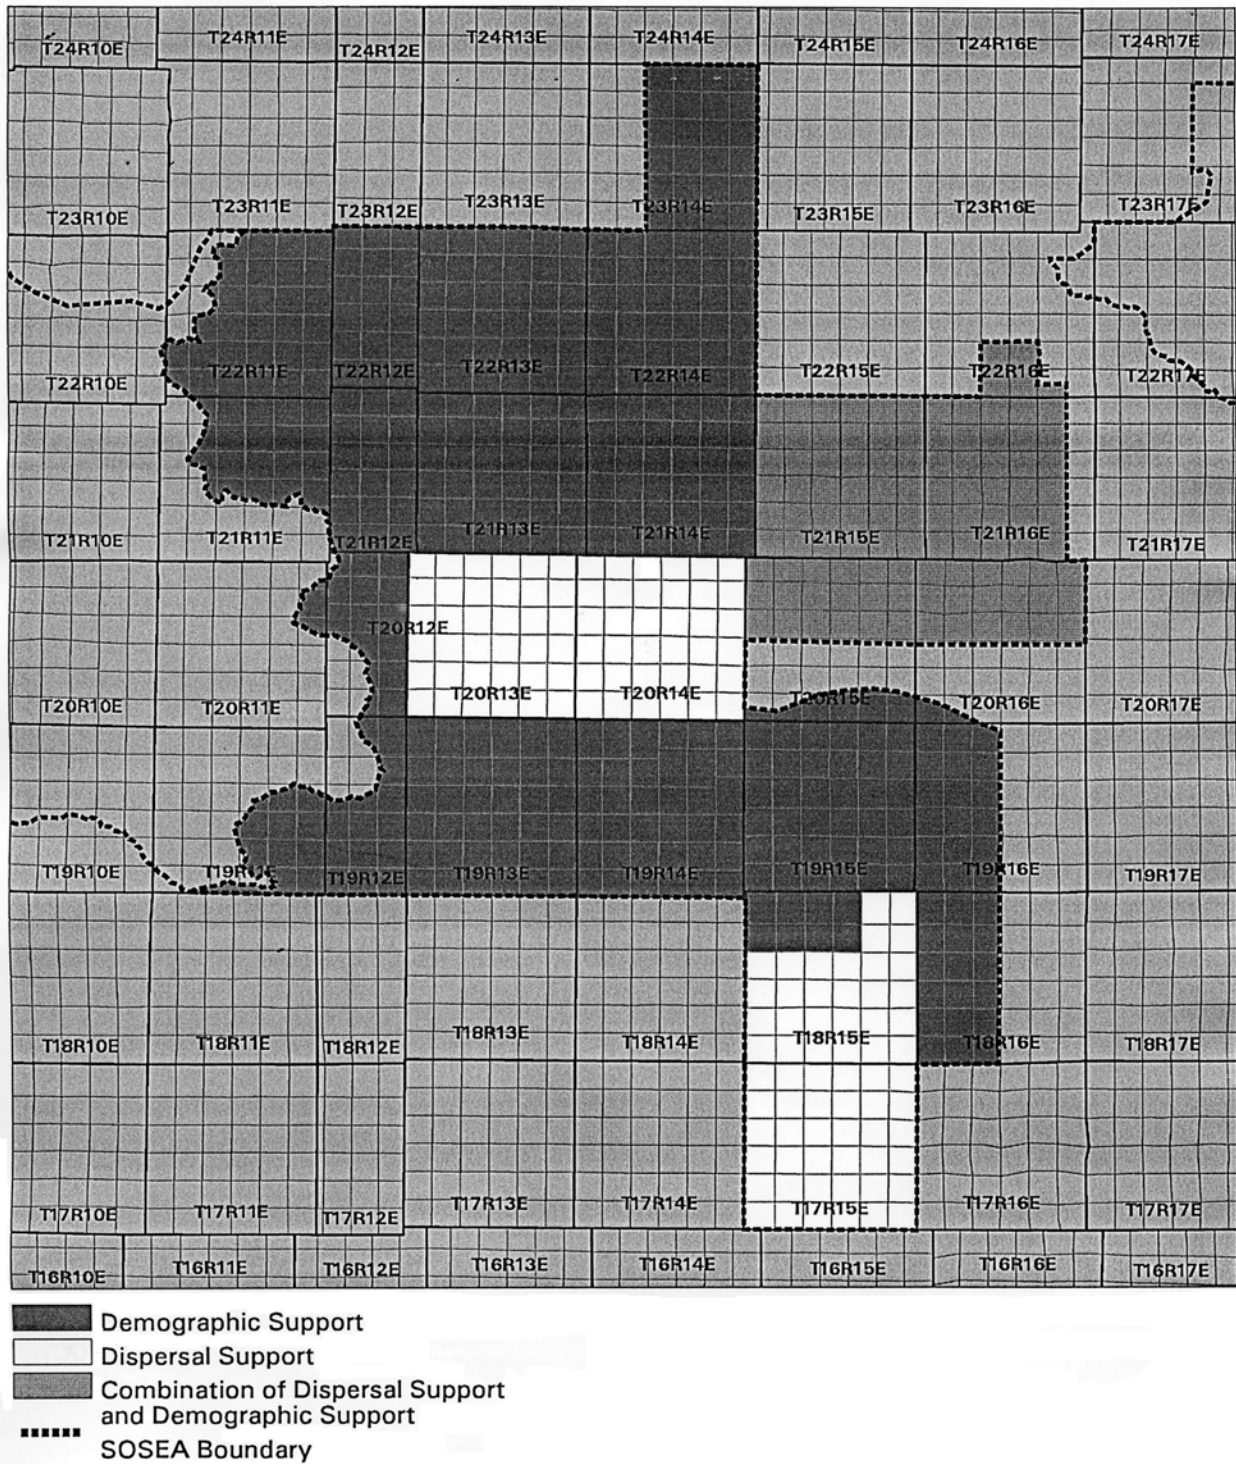 T24R10E T24R11E T24R12E T24R13E T24R14E T24R15E T24R16E T24R17E
T23R10E T23R11E T23R12E T23R13E T23R14E T23R15E T23R16E T23R17E
T22R10E T22R11E T22R12E T22R13E T22R14E T22R15E T22R16E T22R17E
T21R10E T21R11E T21R12E T21R13E T21R14E T21R15E T21R16E T21R17E
T20R10E T20R11E T20R12E T20R13E T20R14E T20R15E T20R16E T20R17E
T19R10E T19R11E T19R12E T19R13E T19R14E T19R15E T19R16E T19R17E
T18R10E T18R11E T18R12E T18R13E T18R14E T18R15E T18R16E T18R17E
T17R10E T17R11E T17R12E T17R13E T17R14E T17R15E T17R16E T17R17E
T16R10E T16R11E T16R12E T16R13E T16R14E T16R15E T16R16E T16R17E
Demographic Support
Dispersal Support
Combination of Dispersal Support
and Demographic Support
SOSEA Boundary